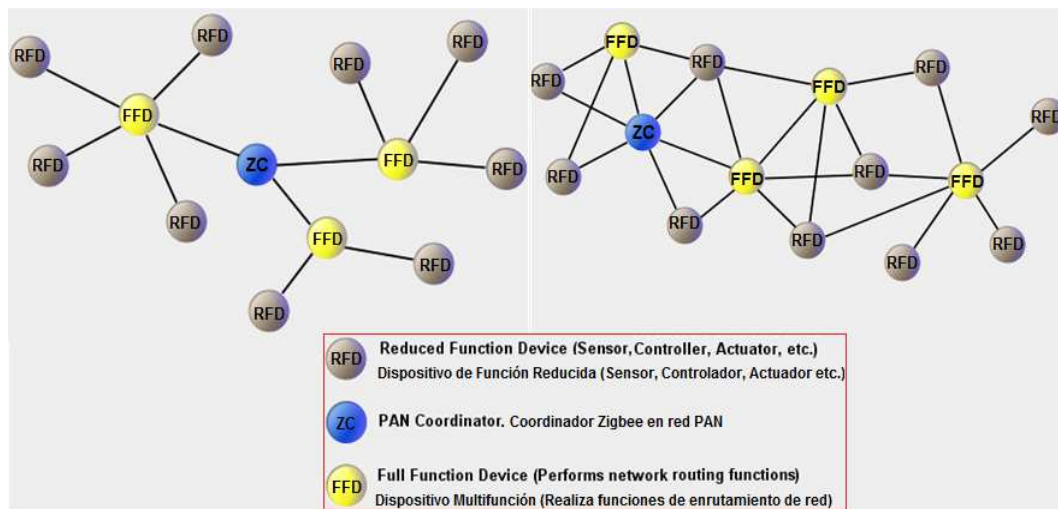 RFD
RFD
RFD
RFD
FFD
RFD
ZC
FFD
RFD
RFD
FFD
RFD
RFD
FFD
RFD
RFD
RFD
FFD
RFD
ZC
RFD
RFD
FFD
FFD
RFD
RFD
RFD
RFD
RFD
Reduced Function Device (Sensor, Controller, Actuator, etc.)
Dispositivo de Función Reducida (Sensor, Controlador, Actuador etc.)
ZC
PAN Coordinator. Coordinador Zigbee en red PAN
FFD
Full Function Device (Performs network routing functions)
Dispositivo Multifunción (Realiza funciones de enrutamiento de red)